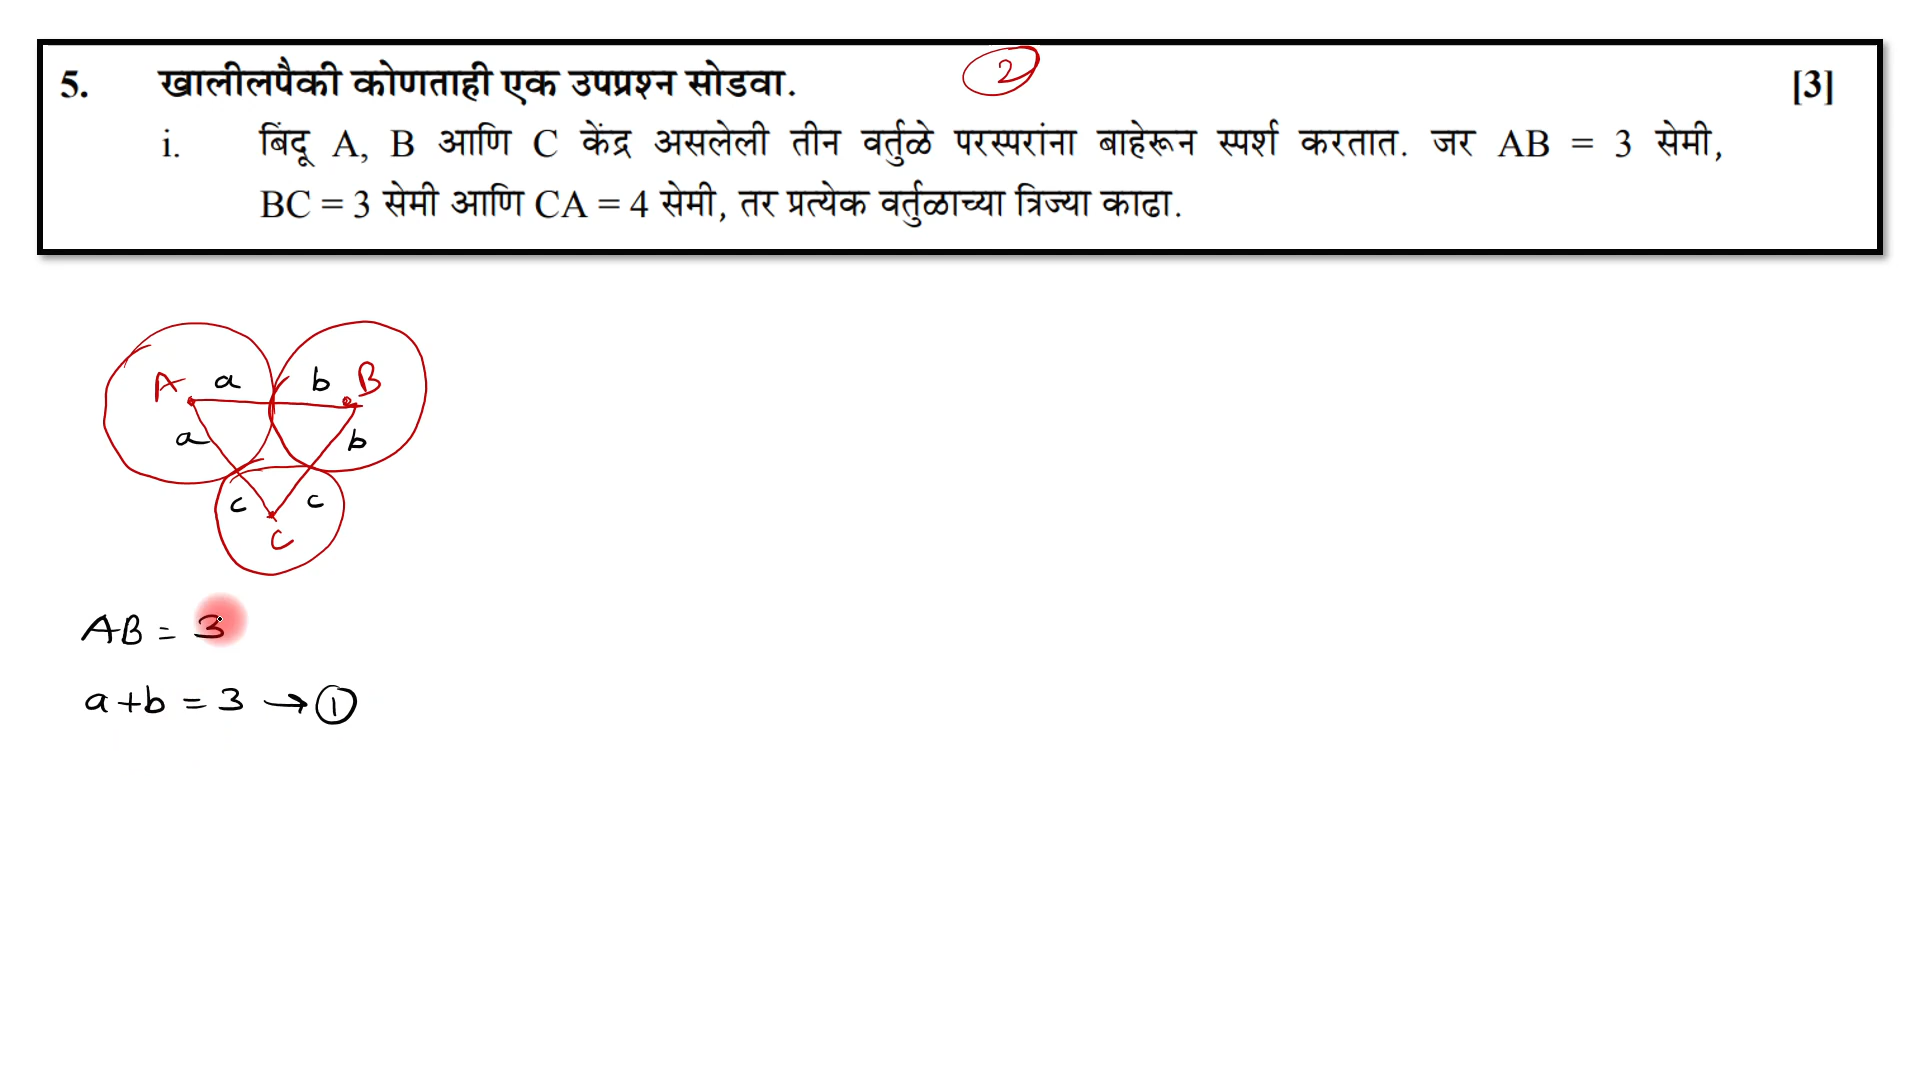 5. खालीलपैकी कोणताही एक उपप्रश्न सोडवा. 2 [3]
i. बिंदू A, B आणि C केंद्र असलेली तीन वर्तुळे परस्परांना बाहेरून स्पर्श करतात. जर AB = 3 सेमी,
BC = 3 सेमी आणि CA = 4 सेमी, तर प्रत्येक वर्तुळाच्या त्रिज्या काढा.
A a b B
a b
c c
C
AB = 3
a+b = 3 → ①